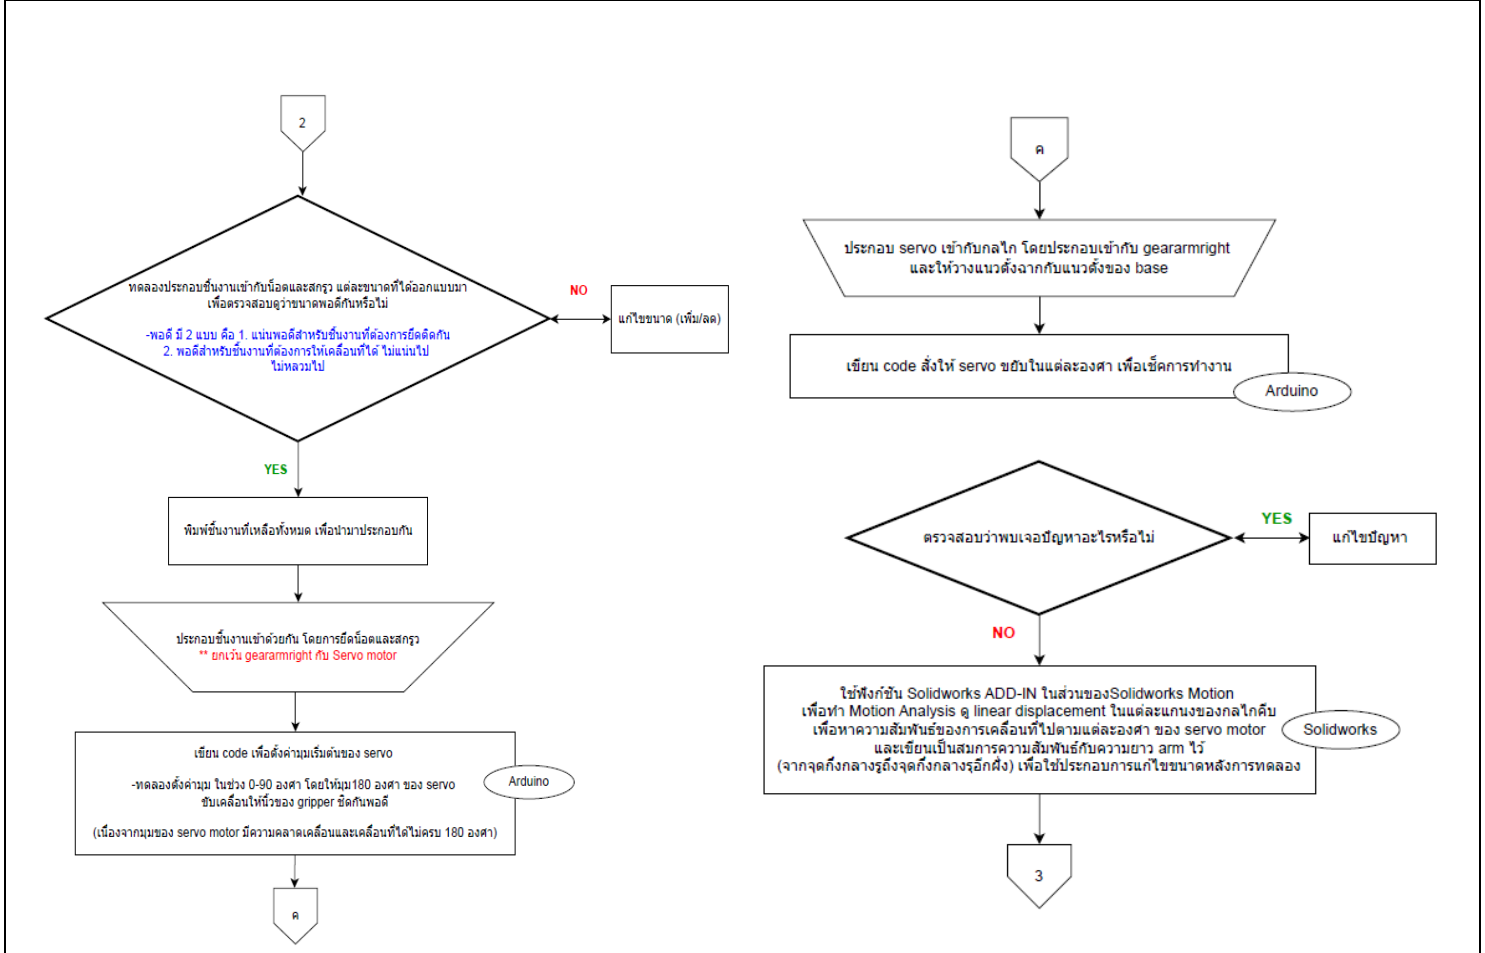 2
ทดลองประกอบชิ้นงานเข้ากับน็อตและสกรูว แต่ละขนาดที่ได้ออกแบบมา
เพื่อตรวจสอบดูว่าขนาดพอดีกันหรือไม่
-พอดี มี 2 แบบ คือ 1. แน่นพอดีสำหรับชิ้นงานที่ต้องการยึดติดกัน
2. พอดีสำหรับชิ้นงานที่ต้องการให้เคลื่อนที่ได้ ไม่แน่นไป
ไม่หลวมไป
NO
แก้ไขขนาด (เพิ่ม/ลด)
YES
พิมพ์ชิ้นงานที่เหลือทั้งหมด เพื่อนำมาประกอบกัน
ประกอบชิ้นงานเข้าด้วยกัน โดยการยึดน็อตและสกรูว
** ยกเว้น geararmright กับ Servo motor
เขียน code เพื่อตั้งค่ามุมเริ่มต้นของ servo
-ทดลองตั้งค่ามุม ในช่วง 0-90 องศา โดยให้มุม180 องศา ของ servo
ขับเคลื่อนให้นิ้วของ gripper ชิดกันพอดี
(เนื่องจากมุมของ servo motor มีความคลาดเคลื่อนและเคลื่อนที่ได้ไม่ครบ 180 องศา)
Arduino
ค
ค
ประกอบ servo เข้ากับกลไก โดยประกอบเข้ากับ geararmright
และให้วางแนวตั้งฉากกับแนวตั้งของ base
เขียน code สั่งให้ servo ขยับในแต่ละองศา เพื่อเช็คการทำงาน
Arduino
ตรวจสอบว่าพบเจอปัญหาอะไรหรือไม่
YES
แก้ไขปัญหา
NO
ใช้ฟังก์ชัน Solidworks ADD-IN ในส่วนของSolidworks Motion
เพื่อทำ Motion Analysis ดู linear displacement ในแต่ละแกนงของกลไกคีบ
เพื่อหาความสัมพันธ์ของการเคลื่อนที่ไปตามแต่ละองศา ของ servo motor
และเขียนเป็นสมการความสัมพันธ์กับความยาว arm ไว้
(จากจุดกึ่งกลางรูถึงจุดกึ่งกลางรุอีกฝั่ง) เพื่อใช้ประกอบการแก้ไขขนาดหลังการทดลอง
Solidworks
3